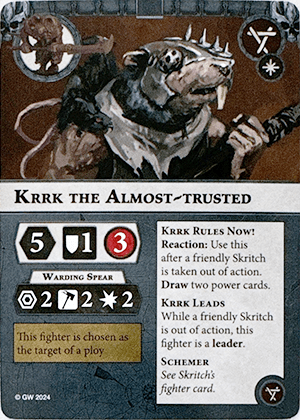 KRRK THE ALMOST-TRUSTED
5 1 3
WARDING SPEAR
2 2 2
This fighter is chosen as
the target of a ploy
© GW 2024
KRRK RULES NOW!
Reaction: Use this
after a friendly Skritch
is taken out of action.
Draw two power cards.
KRRK LEADS
While a friendly Skritch
is out of action, this
fighter is a leader.
SCHEMER
See Skritch's
fighter card.